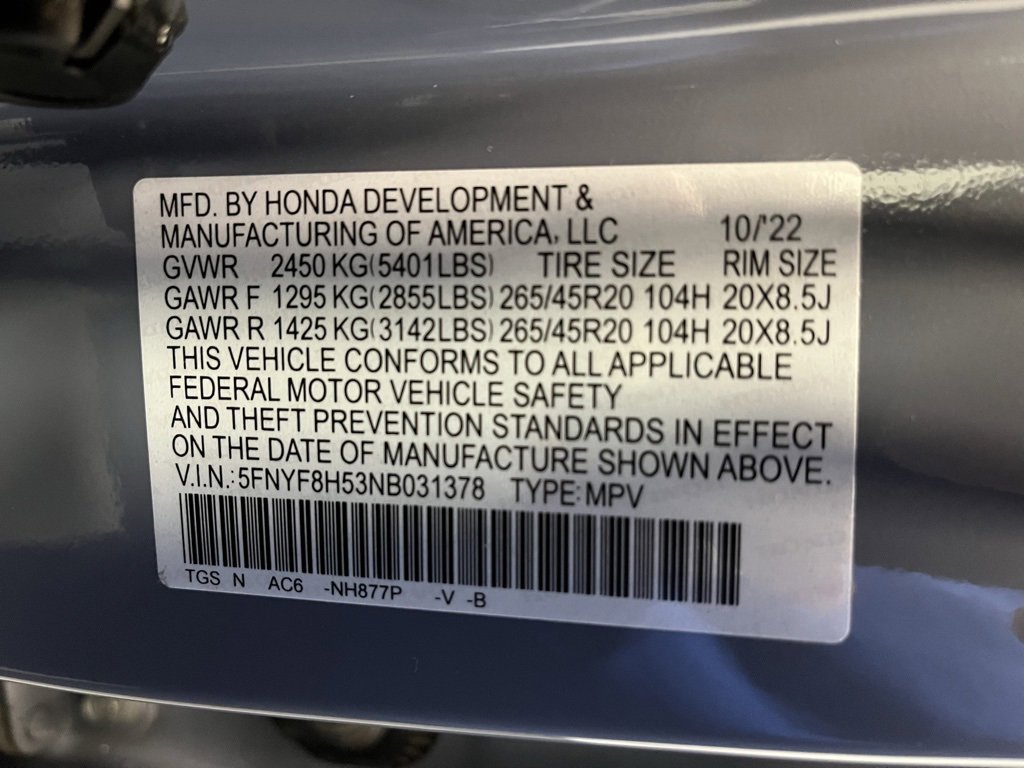 MFD. BY HONDA DEVELOPMENT &
MANUFACTURING OF AMERICA, LLC 10/'22
GVWR 2450 KG(5401LBS) TIRE SIZE RIM SIZE
GAWR F 1295 KG(2855LBS) 265/45R20 104H 20X8.5J
GAWR R 1425 KG(3142LBS) 265/45R20 104H 20X8.5J
THIS VEHICLE CONFORMS TO ALL APPLICABLE
FEDERAL MOTOR VEHICLE SAFETY
AND THEFT PREVENTION STANDARDS IN EFFECT
ON THE DATE OF MANUFACTURE SHOWN ABOVE.
V.I.N.: 5FNYF8H53NB031378 TYPE: MPV
TGS N AC6 -NH877P -V -B